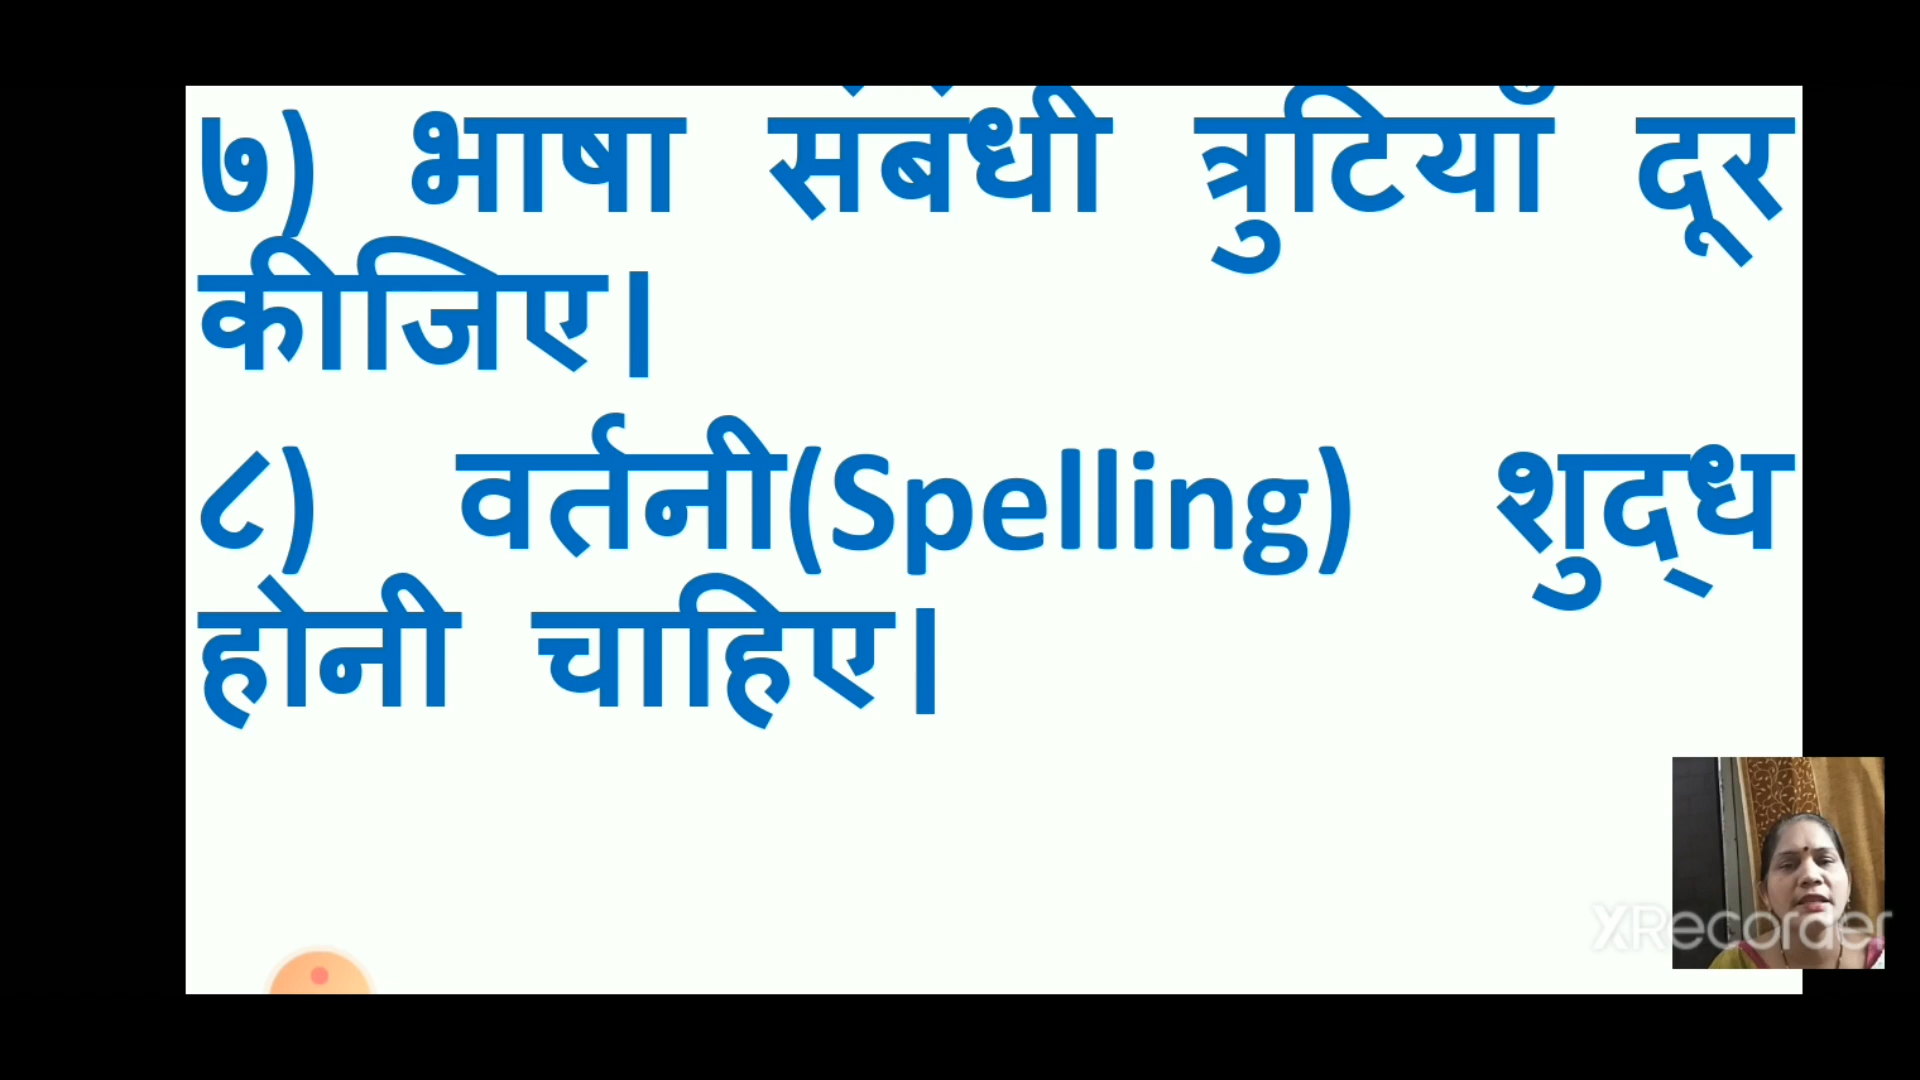 ७) भाषा संबंधी त्रुटियाँ दूर
कीजिए।
८) वर्तनी(Spelling) शुद्ध
होनी चाहिए।
XRecorder